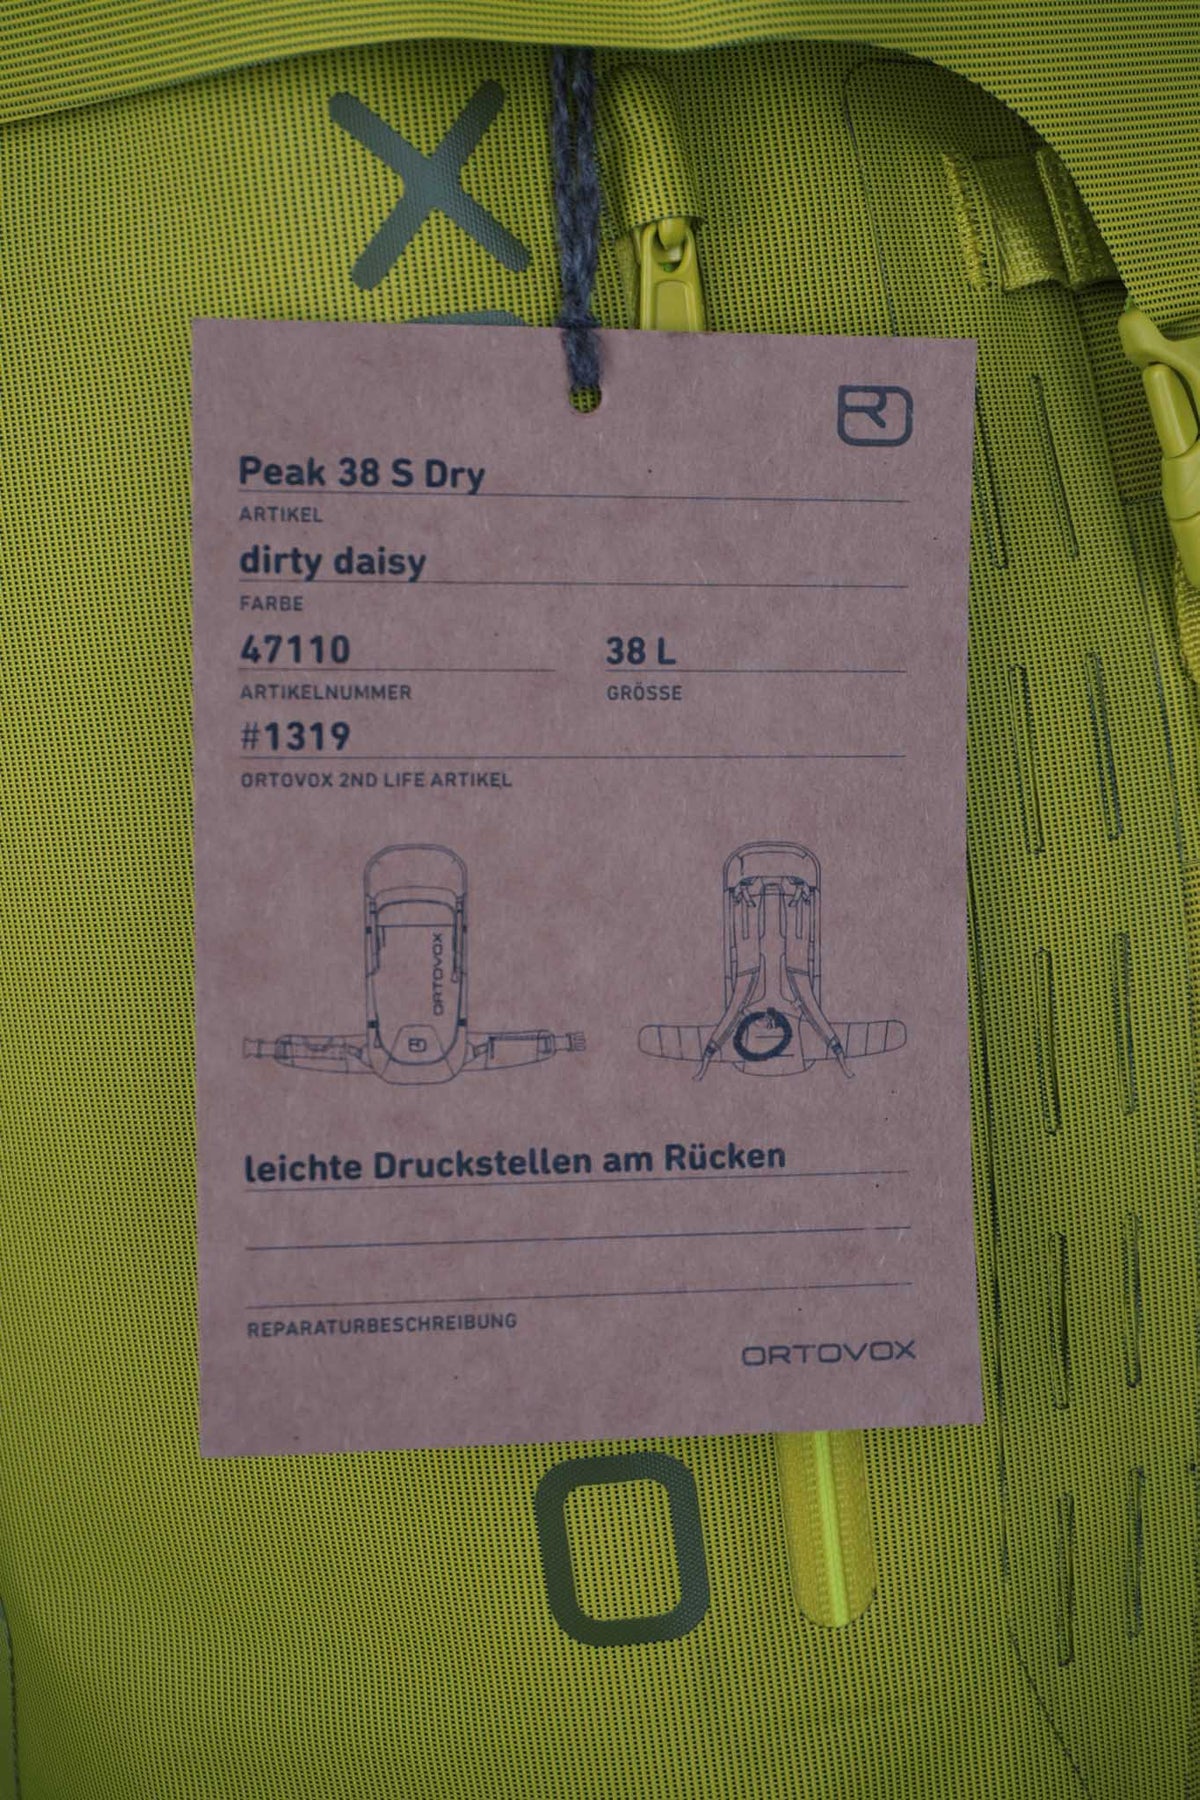 X
Peak 38 S Dry
ARTIKEL
dirty daisy
FARBE
47110 38 L
ARTIKELNUMMER GRÖSSE
#1319
ORTOVOX 2ND LIFE ARTIKEL
ORTOVOX
leichte Druckstellen am Rücken
REPARATURBESCHREIBUNG
ORTOVOX
O